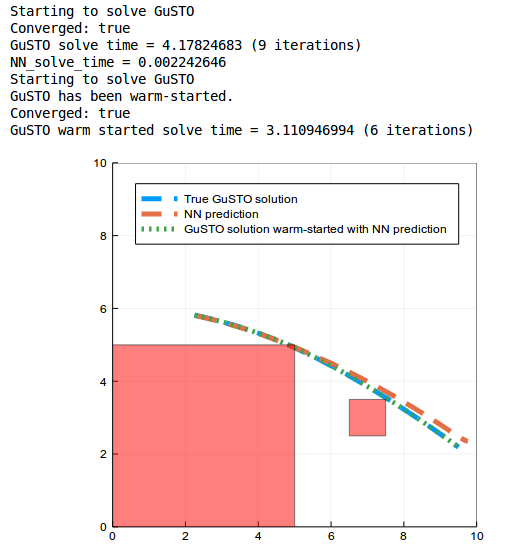 Starting to solve GuSTO
Converged: true
GuSTO solve time = 4.17824683 (9 iterations)
NN_solve_time = 0.002242646
Starting to solve GuSTO
GuSTO has been warm-started.
Converged: true
GuSTO warm started solve time = 3.110946994 (6 iterations)
10
True GuSTO solution
NN prediction
GuSTO solution warm-started with NN prediction
8
6
4
2
0
0 2 4 6 8 10